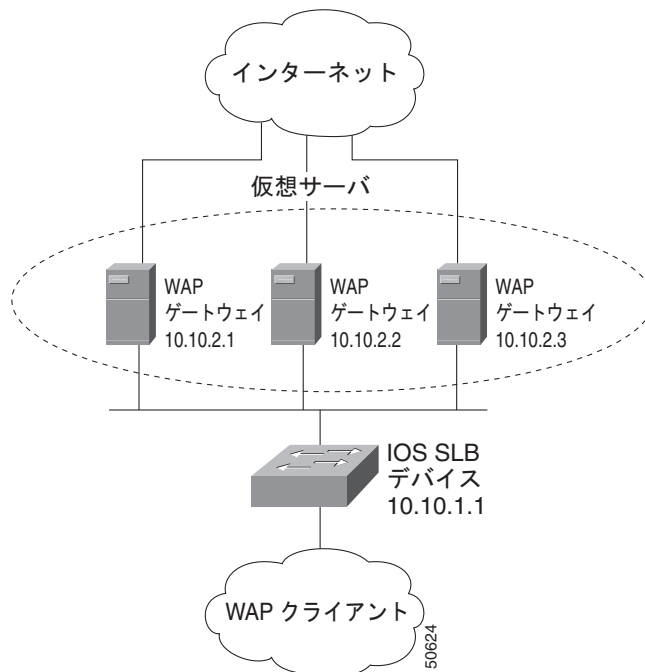 インターネット
仮想サーバ
WAP
ゲートウェイ
10.10.2.1
WAP
ゲートウェイ
10.10.2.2
WAP
ゲートウェイ
10.10.2.3
IOS SLB
デバイス
10.10.1.1
WAP クライアント
50624